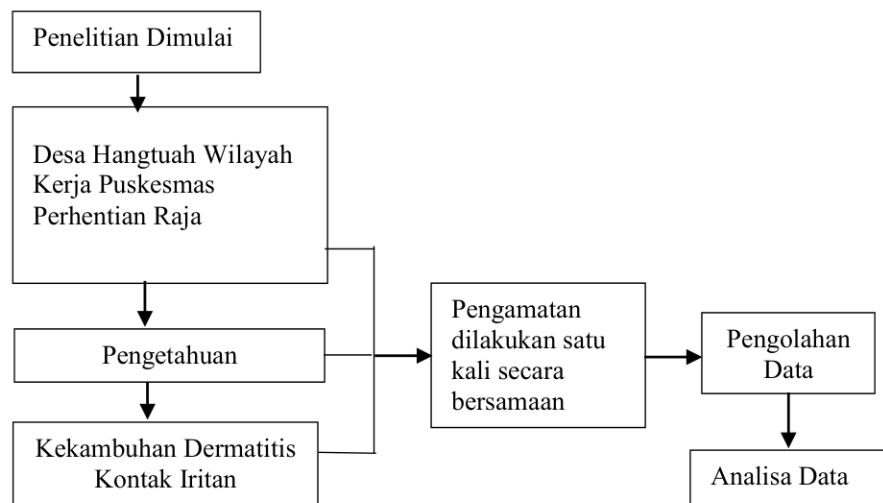 Penelitian Dimulai
Desa Hangtuah Wilayah
Kerja Puskesmas
Perhentian Raja
Pengetahuan
Kekambuhan Dermatitis
Kontak Iritan
Pengamatan
dilakukan satu
kali secara
bersamaan
Pengolahan
Data
Analisa Data